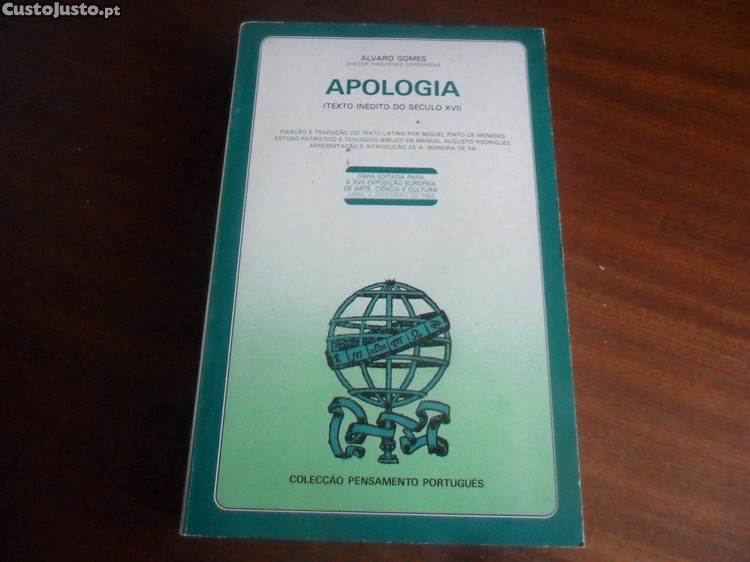 CustoJusto.pt
ÁLVARO GOMES
DOCTOR THEOLOGUS SORBONICUS
APOLOGIA
(TEXTO INÉDITO DO SÉCULO XVI)
FIXAÇÃO E TRADUÇÃO DO TEXTO LATINO POR MIGUEL PINTO DE MENESES
ESTUDO PATRÍSTICO E TEOLÓGICO-BÍBLICO DE MANUEL AUGUSTO RODRIGUES
APRESENTAÇÃO E INTRODUÇÃO DE A. MOREIRA DE SÁ
OBRA EDITADA PARA
A XVII EXPOSIÇÃO EUROPEIA
DE ARTE, CIÊNCIA E CULTURA
COLECÇÃO PENSAMENTO PORTUGUÊS